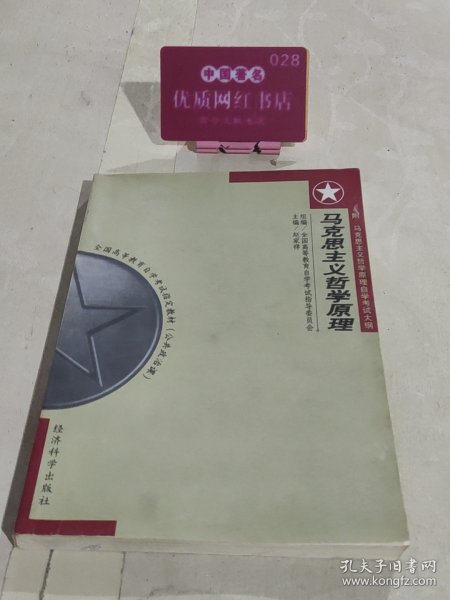 028
中国著名
优质网红书店
附 马克思主义哲学原理自学考试大纲
马克思主义哲学原理
组编/全国高等教育自学考试指导委员会
主编/赵家祥
全国高等教育自学考试指定教材（公共政治课）
经济科学出版社
孔夫子旧书网
www.kongfz.com